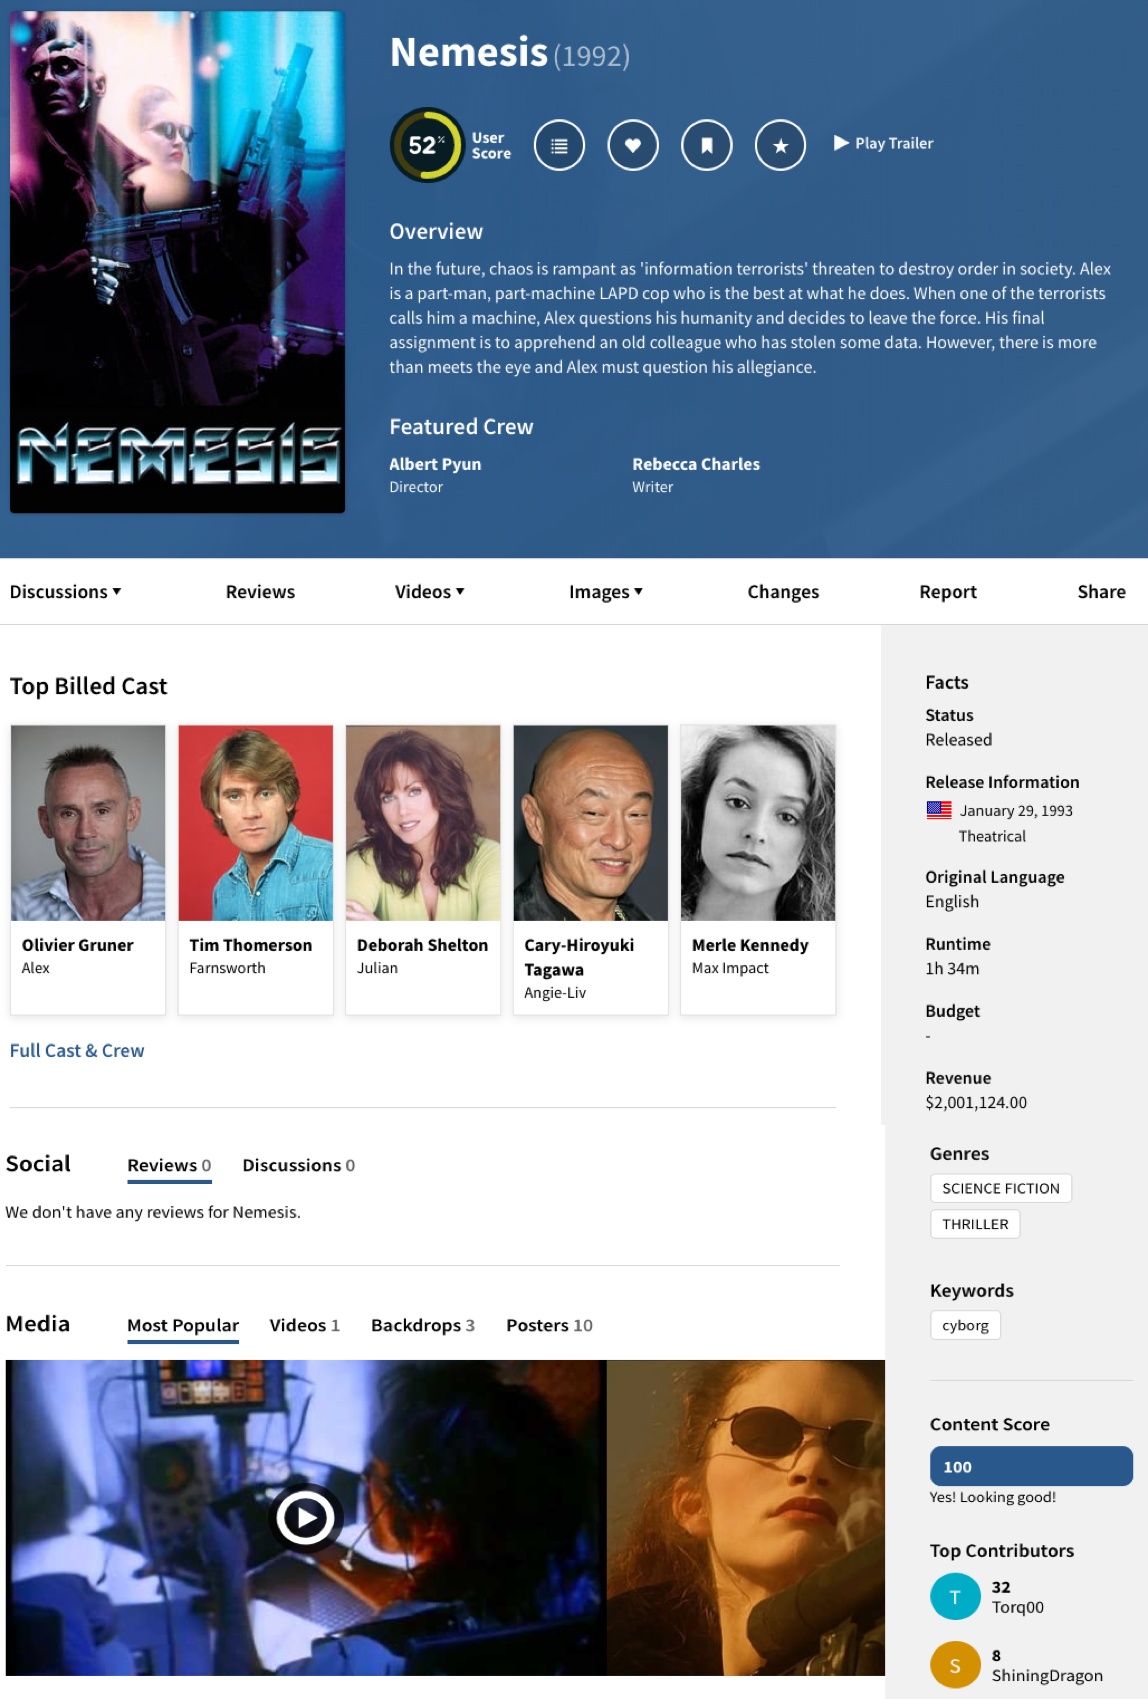 NEMESIS
Nemesis (1992)
52%
User
Score
Play Trailer
Overview
In the future, chaos is rampant as 'information terrorists' threaten to destroy order in society. Alex
is a part-man, part-machine LAPD cop who is the best at what he does. When one of the terrorists
calls him a machine, Alex questions his humanity and decides to leave the force. His final
assignment is to apprehend an old colleague who has stolen some data. However, there is more
than meets the eye and Alex must question his allegiance.
Featured Crew
Albert Pyun
Director
Rebecca Charles
Writer
Discussions Reviews Videos Images Changes Report Share
Top Billed Cast
Olivier Gruner
Alex
Tim Thomerson
Farnsworth
Deborah Shelton
Julian
Cary-Hiroyuki
Tagawa
Angie-Liv
Merle Kennedy
Max Impact
Full Cast & Crew
Social Reviews 0 Discussions 0
We don't have any reviews for Nemesis.
Media Most Popular Videos 1 Backdrops 3 Posters 10
Facts
Status
Released
Release Information
January 29, 1993
Theatrical
Original Language
English
Runtime
1h 34m
Budget
-
Revenue
$2,001,124.00
Genres
SCIENCE FICTION
THRILLER
Keywords
cyborg
Content Score
100
Yes! Looking good!
Top Contributors
T
32
Torq00
S
8
ShiningDragon